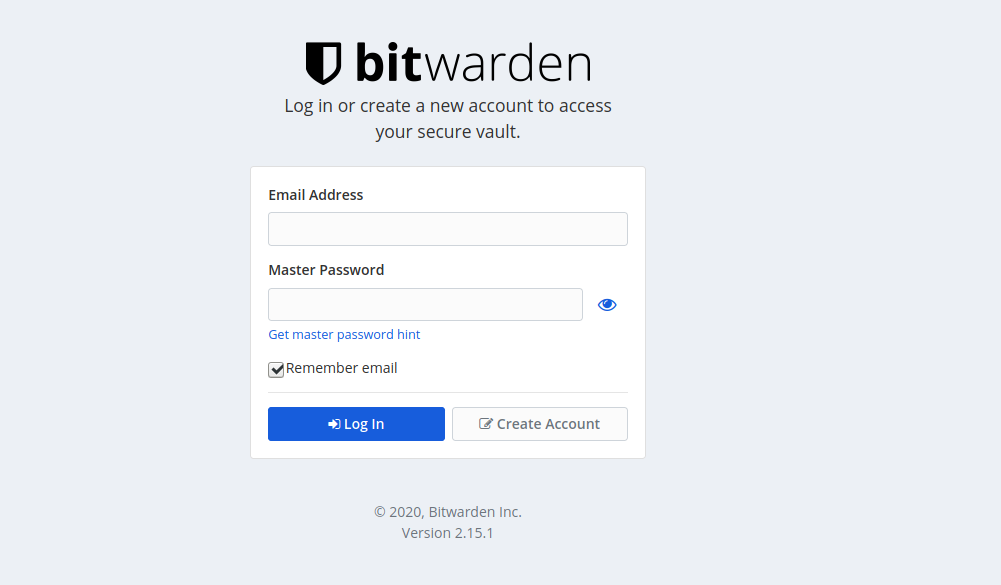 bitwarden
Log in or create a new account to access
your secure vault.
Email Address
Master Password
Get master password hint
Remember email
Log In
Create Account
© 2020, Bitwarden Inc.
Version 2.15.1